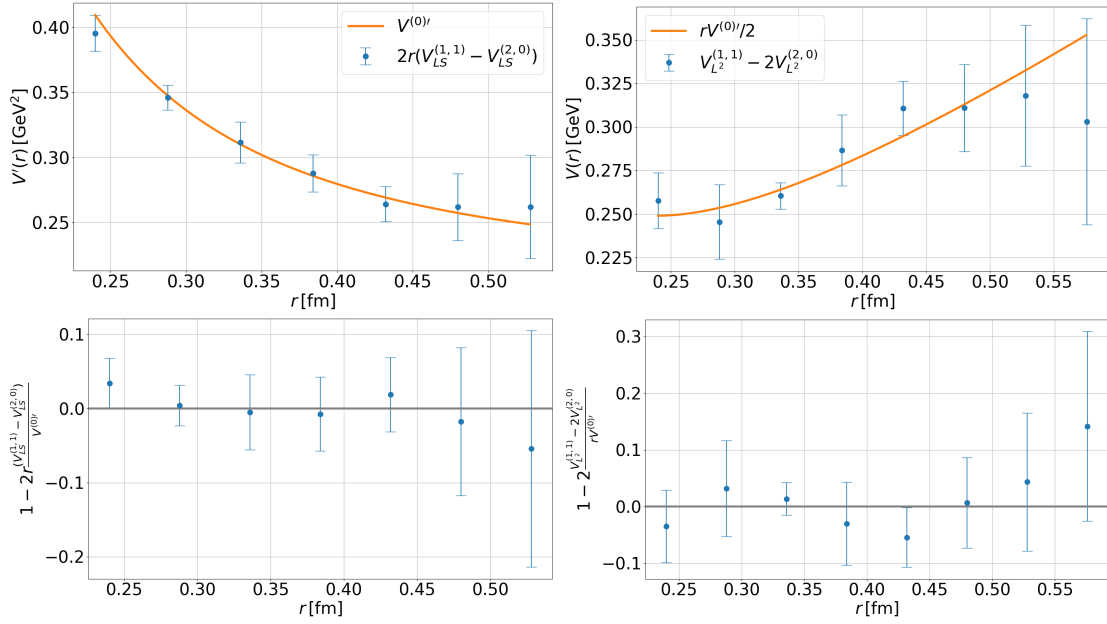 V′(r) [GeV²]
0.40
0.35
0.30
0.25
V^{(0)′}
2r(V_{LS}^{(1,1)} − V_{LS}^{(2,0)})
0.25 0.30 0.35 0.40 0.45 0.50
r [fm]
V(r) [GeV]
0.350
0.325
0.300
0.275
0.250
0.225
rV^{(0)′}/2
V_{L²}^{(1,1)} − 2V_{L²}^{(2,0)}
0.25 0.30 0.35 0.40 0.45 0.50 0.55
r [fm]
1 − 2r (V_{LS}^{(1,1)} − V_{LS}^{(2,0)}) / V^{(0)′}
0.1
0.0
−0.1
−0.2
0.25 0.30 0.35 0.40 0.45 0.50
r [fm]
1 − 2 V_{L²}^{(1,1)} − 2V_{L²}^{(2,0)} / rV^{(0)′}
0.3
0.2
0.1
0.0
−0.1
0.25 0.30 0.35 0.40 0.45 0.50 0.55
r [fm]